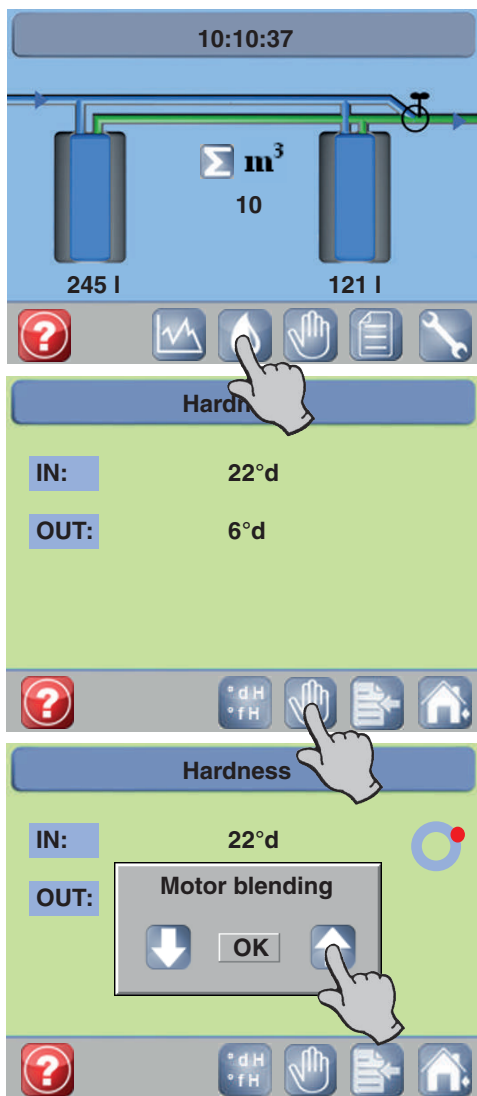 10:10:37
Σ m³
10
245 l 121 l
?
IN: 22°d
OUT: 6°d
?
°dH
°fH
Hardness
IN: 22°d
OUT:
Motor blending
OK
?
°dH
°fH